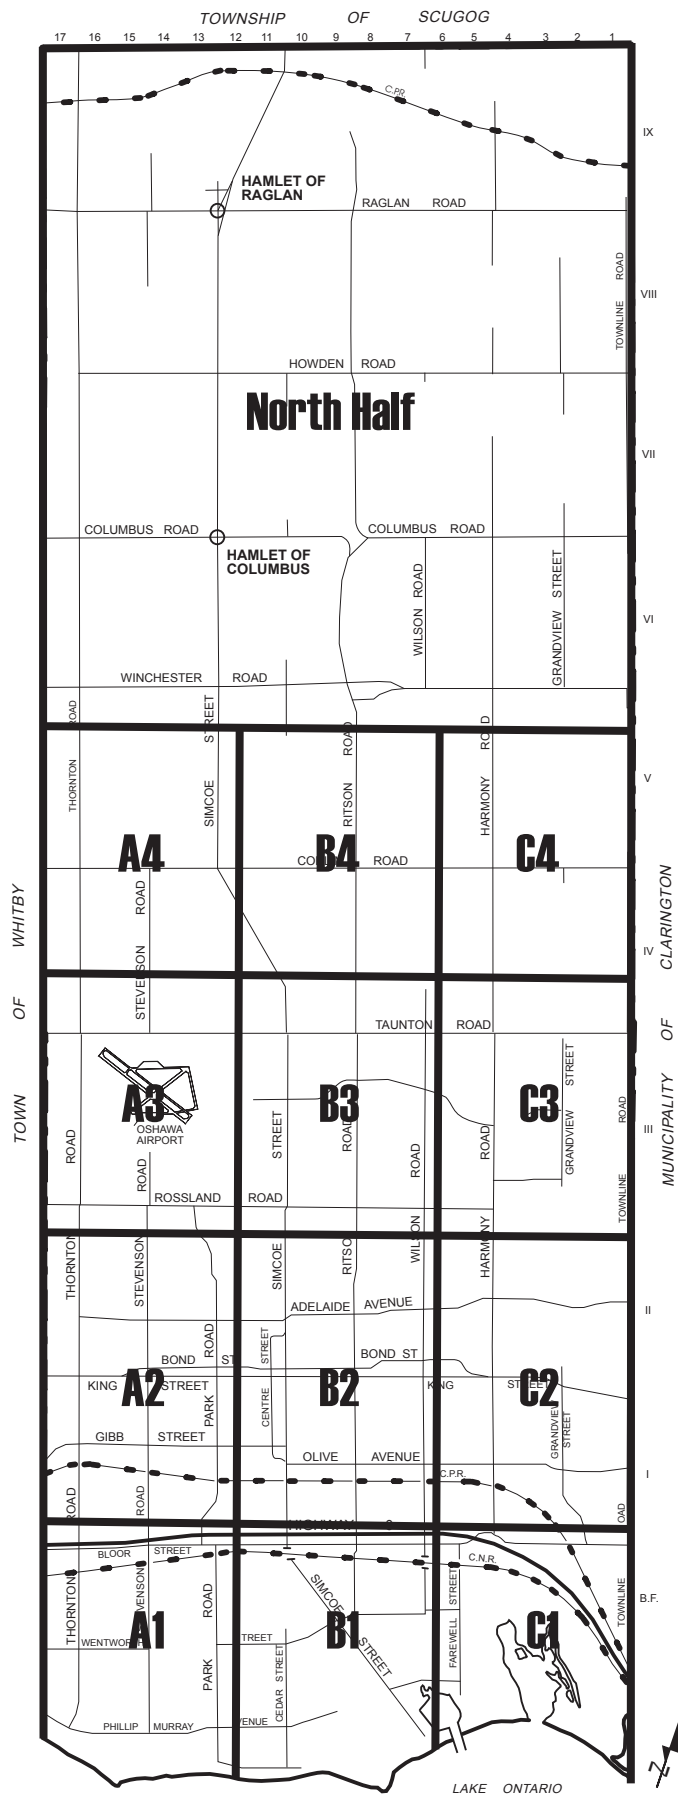 TOWNSHIP OF SCUGOG
17 16 15 14 13 12 11 10 9 8 7 6 5 4 3 2 1
C.P.R.
IX
HAMLET OF
RAGLAN
RAGLAN ROAD
TOWNLINE ROAD
VIII
HOWDEN ROAD
North Half
VII
COLUMBUS ROAD
COLUMBUS ROAD
HAMLET OF
COLUMBUS
WILSON ROAD
GRANDVIEW STREET
VI
WINCHESTER ROAD
THORNTON ROAD
SIMCOE STREET
RITSON ROAD
HARMONY ROAD
V
A4
B4
C4
ROAD
STEVENSON ROAD
TOWN OF WHITBY
MUNICIPALITY OF CLARINGTON
IV
TAUNTON ROAD
A3
B3
C3
OSHAWA
AIRPORT
GRANDVIEW STREET
III
THORNTON ROAD
STEVENSON ROAD
SIMCOE STREET
ROAD
WILSON ROAD
HARMONY ROAD
TOWNLINE ROAD
ROSSLAND ROAD
II
ADELAIDE AVENUE
PARK ROAD
CENTRE STREET
BOND ST
BOND ST
KING STREET
STREET
A2
B2
C2
GRANDVIEW STREET
GIBB STREET
OLIVE AVENUE
C.P.R.
I
ROAD
ROAD
BLOOR STREET
C.N.R.
THORNTON
PARK ROAD
SIMCOE STREET
FAREWELL STREET
TOWNLINE
B.F.
A1
B1
C1
WENTWORTH
CEDAR STREET
PHILLIP MURRAY
LAKE ONTARIO
N